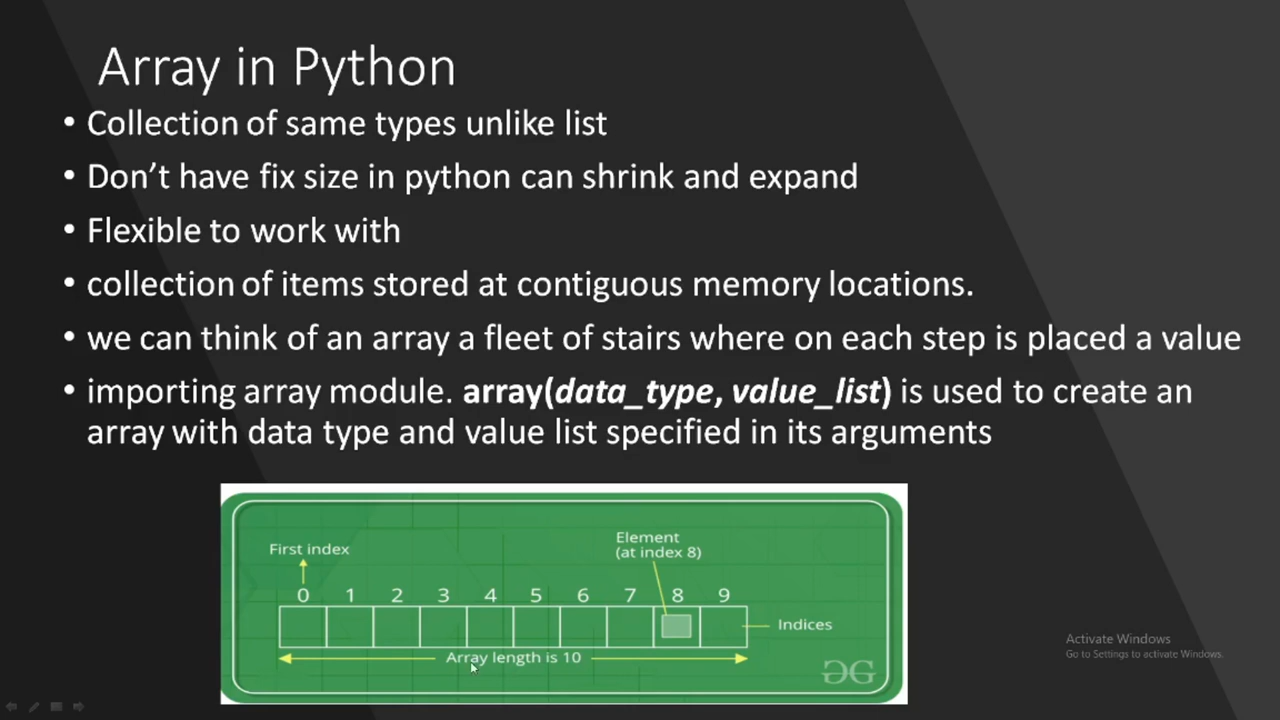 Array in Python
• Collection of same types unlike list
• Don’t have fix size in python can shrink and expand
• Flexible to work with
• collection of items stored at contiguous memory locations.
• we can think of an array a fleet of stairs where on each step is placed a value
• importing array module. array(data_type, value_list) is used to create an
array with data type and value list specified in its arguments
First index
Element
(at index 8)
0 1 2 3 4 5 6 7 8 9
Indices
Array length is 10
Activate Windows
Go to Settings to activate Windows.